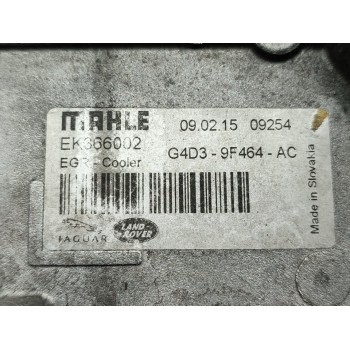 MAHLE 09.02.15 09254
EK366002 G4D3 - 9F464 - AC
EGR - Cooler
Made in Slovakia
JAGUAR LAND ROVER